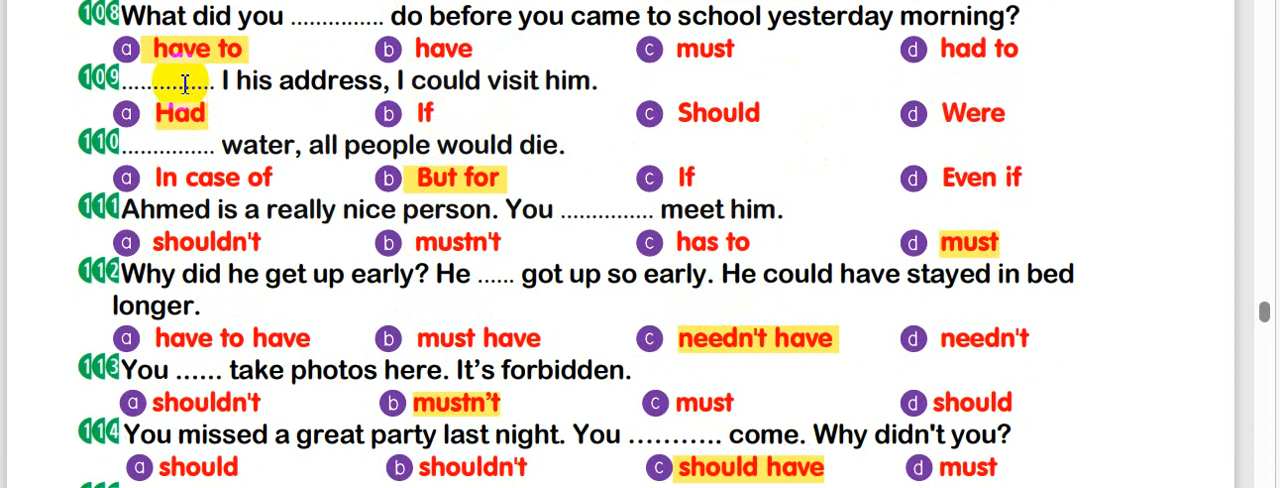 108 What did you ............... do before you came to school yesterday morning?
a have to b have c must d had to
109 ............... I his address, I could visit him.
a Had b If c Should d Were
110 ............... water, all people would die.
a In case of b But for c If d Even if
111 Ahmed is a really nice person. You ............... meet him.
a shouldn't b mustn't c has to d must
112 Why did he get up early? He ...... got up so early. He could have stayed in bed
longer.
a have to have b must have c needn't have d needn't
113 You ...... take photos here. It’s forbidden.
a shouldn't b mustn’t c must d should
114 You missed a great party last night. You ........... come. Why didn't you?
a should b shouldn't c should have d must